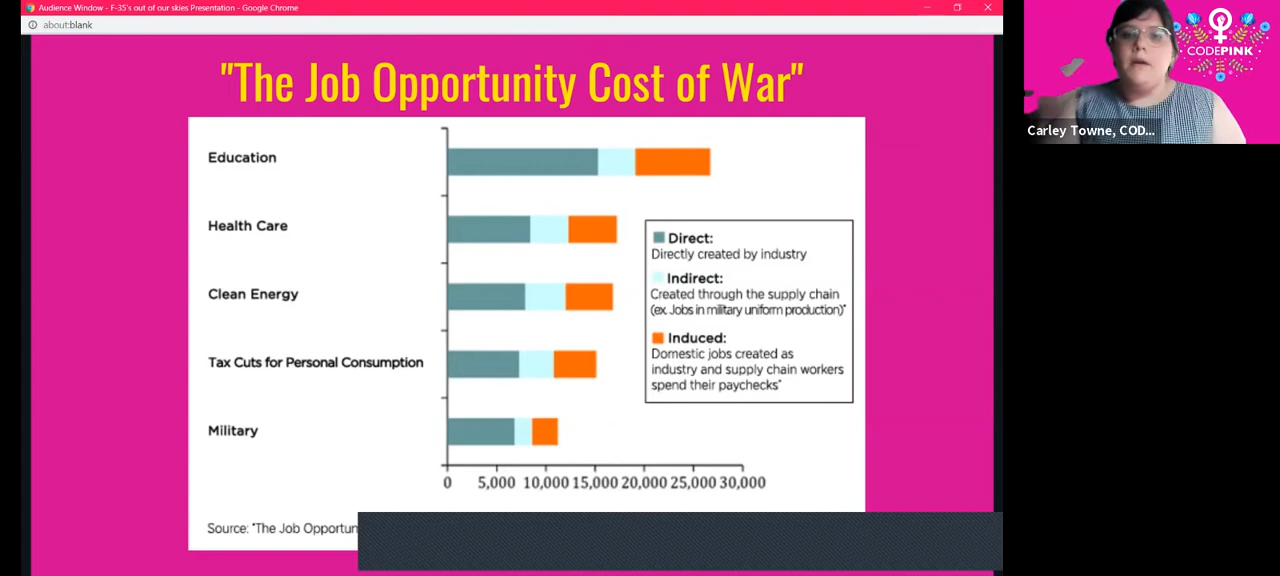 Audience Window - F-35's out of our skies Presentation - Google Chrome
about:blank
"The Job Opportunity Cost of War"
Education
Health Care
Clean Energy
Tax Cuts for Personal Consumption
Military
Direct:
Directly created by industry
Indirect:
Created through the supply chain
(ex. Jobs in military uniform production)"
Induced:
Domestic jobs created as
industry and supply chain workers
spend their paychecks"
0 5,000 10,000 15,000 20,000 25,000 30,000
Source: "The Job
CODEPINK
Carley Towne, COD...